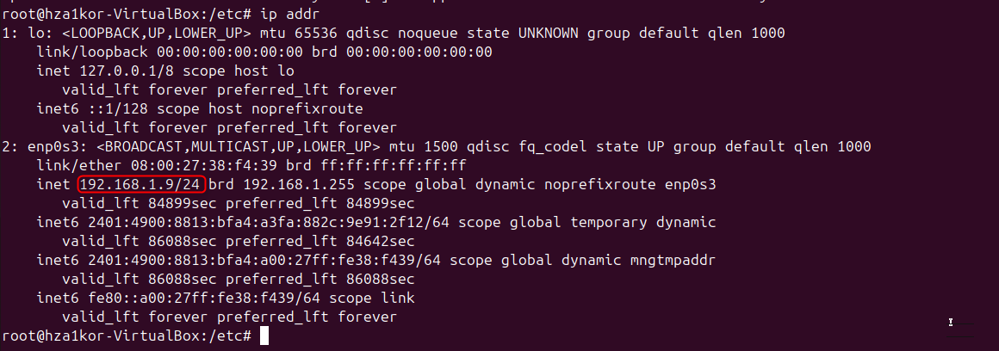 root@hza1kor-VirtualBox:/etc# ip addr
1: lo: <LOOPBACK,UP,LOWER_UP> mtu 65536 qdisc noqueue state UNKNOWN group default qlen 1000
link/loopback 00:00:00:00:00:00 brd 00:00:00:00:00:00
inet 127.0.0.1/8 scope host lo
valid_lft forever preferred_lft forever
inet6 ::1/128 scope host noprefixroute
valid_lft forever preferred_lft forever
2: enp0s3: <BROADCAST,MULTICAST,UP,LOWER_UP> mtu 1500 qdisc fq_codel state UP group default qlen 1000
link/ether 08:00:27:38:f4:39 brd ff:ff:ff:ff:ff:ff
inet 192.168.1.9/24 brd 192.168.1.255 scope global dynamic noprefixroute enp0s3
valid_lft 84899sec preferred_lft 84899sec
inet6 2401:4900:8813:bfa4:a3fa:882c:9e91:2f12/64 scope global temporary dynamic
valid_lft 86088sec preferred_lft 84642sec
inet6 2401:4900:8813:bfa4:a00:27ff:fe38:f439/64 scope global dynamic mngtmpaddr
valid_lft 86088sec preferred_lft 86088sec
inet6 fe80::a00:27ff:fe38:f439/64 scope link
valid_lft forever preferred_lft forever
root@hza1kor-VirtualBox:/etc#